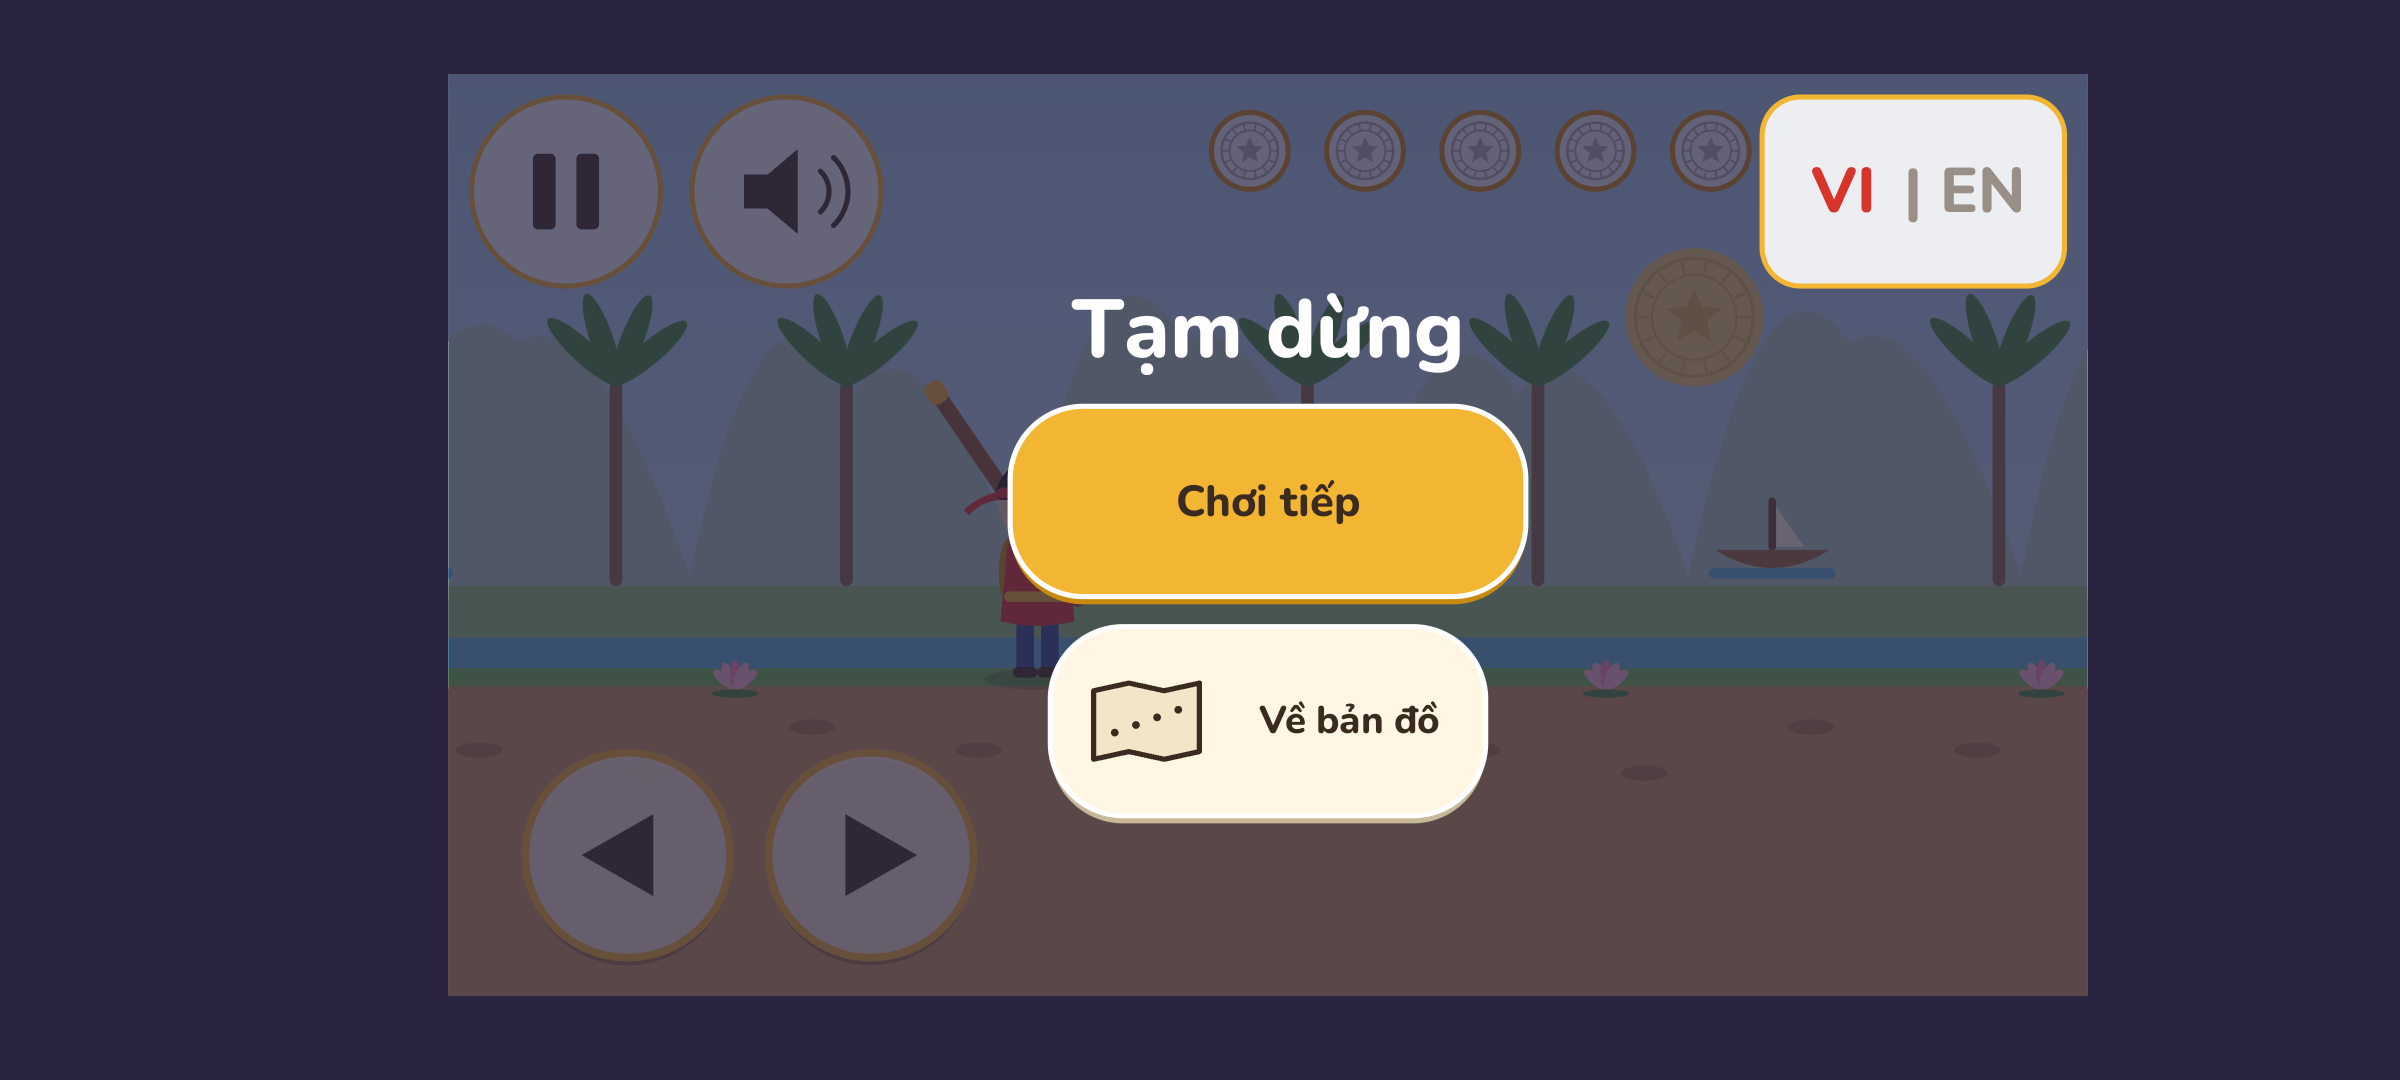 VI | EN
Tạm dừng
Chơi tiếp
Về bản đồ